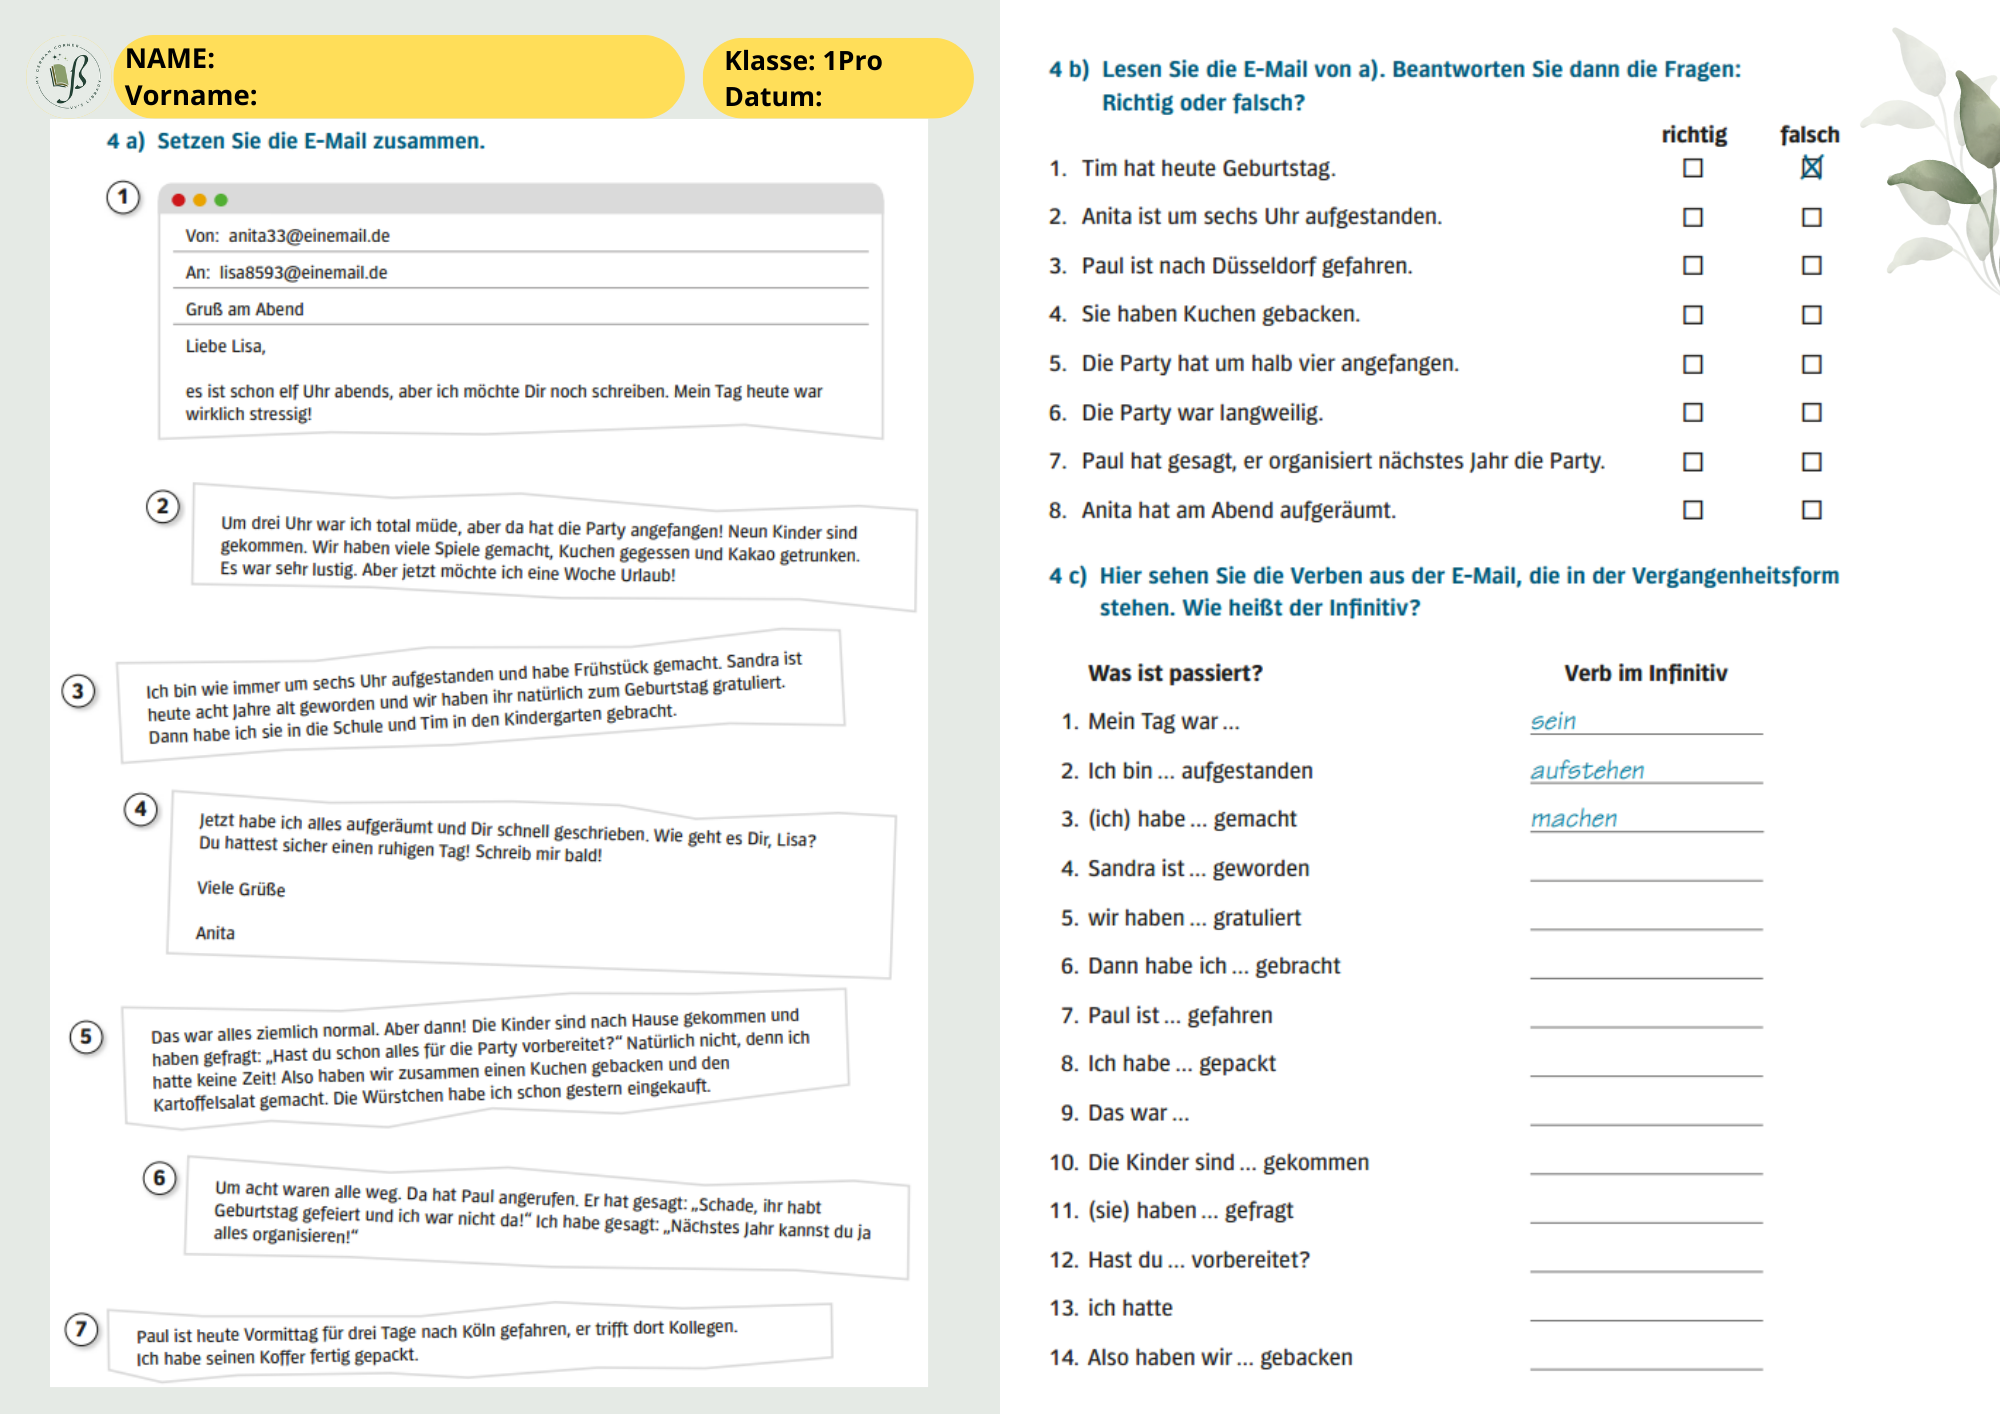 NAME:
Vorname:
Klasse: 1Pro
Datum:
4 a) Setzen Sie die E-Mail zusammen.
1
Von: anita33@einemail.de
An: lisa8593@einemail.de
Gruß am Abend
Liebe Lisa,
es ist schon elf Uhr abends, aber ich möchte Dir noch schreiben. Mein Tag heute war
wirklich stressig!
2
Um drei Uhr war ich total müde, aber da hat die Party angefangen! Neun Kinder sind
gekommen. Wir haben viele Spiele gemacht, Kuchen gegessen und Kakao getrunken.
Es war sehr lustig. Aber jetzt möchte ich eine Woche Urlaub!
3
Ich bin wie immer um sechs Uhr aufgestanden und habe Frühstück gemacht. Sandra ist
heute acht Jahre alt geworden und wir haben ihr natürlich zum Geburtstag gratuliert.
Dann habe ich sie in die Schule und Tim in den Kindergarten gebracht.
4
Jetzt habe ich alles aufgeräumt und Dir schnell geschrieben. Wie geht es Dir, Lisa?
Du hattest sicher einen ruhigen Tag! Schreib mir bald!
Viele Grüße
Anita
5
Das war alles ziemlich normal. Aber dann! Die Kinder sind nach Hause gekommen und
haben gefragt: „Hast du schon alles für die Party vorbereitet?“ Natürlich nicht, denn ich
hatte keine Zeit! Also haben wir zusammen einen Kuchen gebacken und den
Kartoffelsalat gemacht. Die Würstchen habe ich schon gestern eingekauft.
6
Um acht waren alle weg. Da hat Paul angerufen. Er hat gesagt: „Schade, ihr habt
Geburtstag gefeiert und ich war nicht da!“ Ich habe gesagt: „Nächstes Jahr kannst du ja
alles organisieren!“
7
Paul ist heute Vormittag für drei Tage nach Köln gefahren, er trifft dort Kollegen.
Ich habe seinen Koffer fertig gepackt.
4 b) Lesen Sie die E-Mail von a). Beantworten Sie dann die Fragen:
Richtig oder falsch?
richtig falsch
1. Tim hat heute Geburtstag.
2. Anita ist um sechs Uhr aufgestanden.
3. Paul ist nach Düsseldorf gefahren.
4. Sie haben Kuchen gebacken.
5. Die Party hat um halb vier angefangen.
6. Die Party war langweilig.
7. Paul hat gesagt, er organisiert nächstes Jahr die Party.
8. Anita hat am Abend aufgeräumt.
4 c) Hier sehen Sie die Verben aus der E-Mail, die in der Vergangenheitsform
stehen. Wie heißt der Infinitiv?
Was ist passiert? Verb im Infinitiv
1. Mein Tag war ... sein
2. Ich bin ... aufgestanden aufstehen
3. (ich) habe ... gemacht machen
4. Sandra ist ... geworden
5. wir haben ... gratuliert
6. Dann habe ich ... gebracht
7. Paul ist ... gefahren
8. Ich habe ... gepackt
9. Das war ...
10. Die Kinder sind ... gekommen
11. (sie) haben ... gefragt
12. Hast du ... vorbereitet?
13. ich hatte
14. Also haben wir ... gebacken